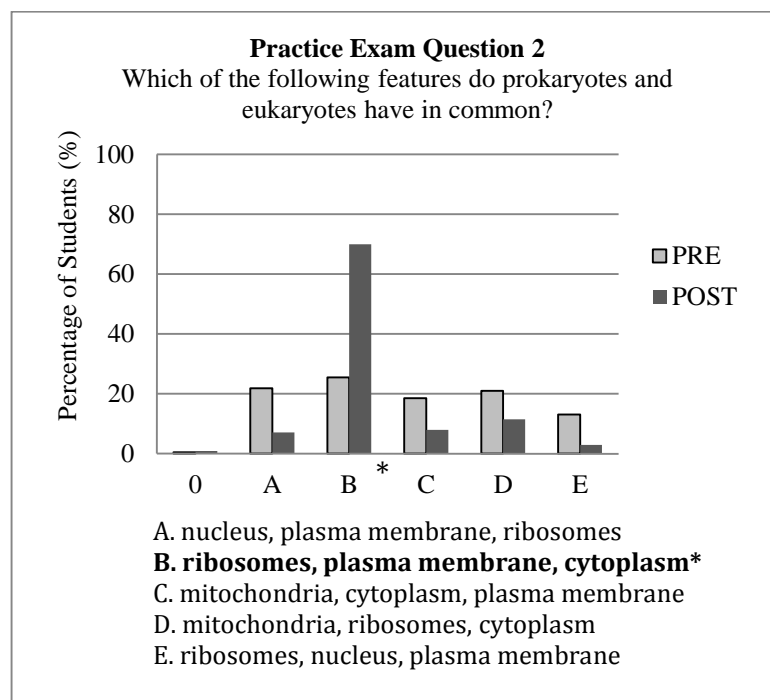 Practice Exam Question 2
Which of the following features do prokaryotes and
eukaryotes have in common?
Percentage of Students (%)
100
80
60
40
20
0
PRE
POST
0 A B * C D E
A. nucleus, plasma membrane, ribosomes
B. ribosomes, plasma membrane, cytoplasm*
C. mitochondria, cytoplasm, plasma membrane
D. mitochondria, ribosomes, cytoplasm
E. ribosomes, nucleus, plasma membrane